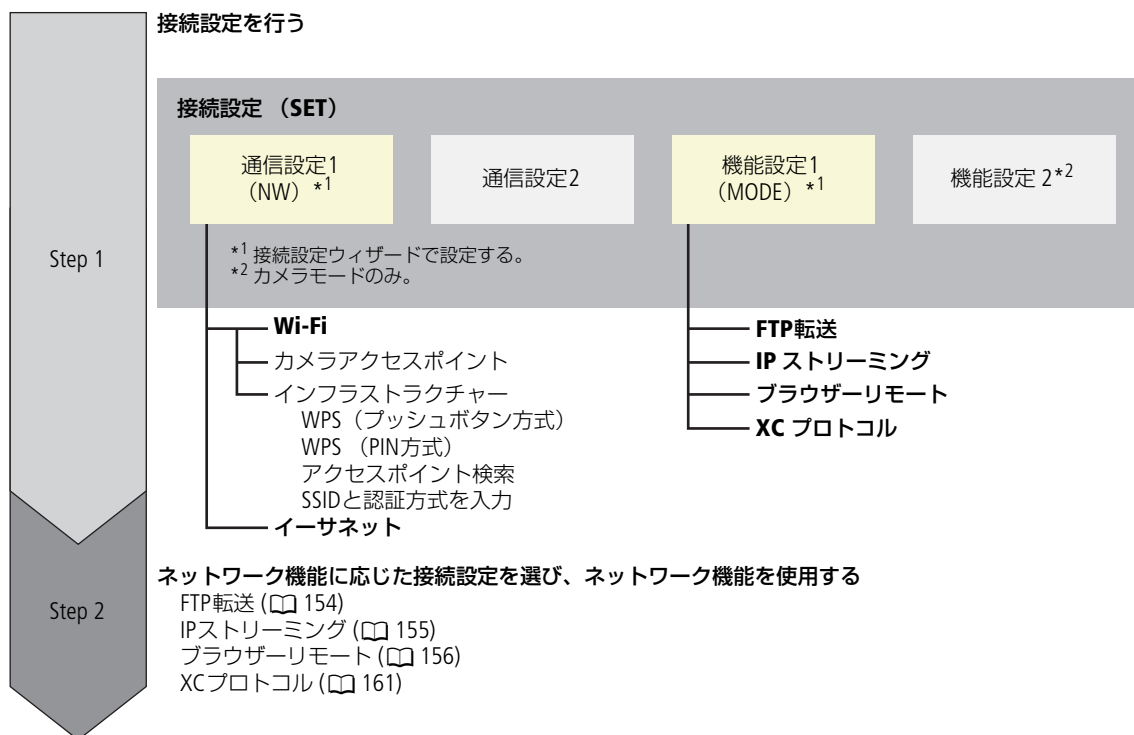 接続設定を行う
接続設定 （SET）
通信設定1
（NW）*1
通信設定2
機能設定1
（MODE）*1
機能設定 2*2
*1 接続設定ウィザードで設定する。
*2 カメラモードのみ。
Step 1
Wi-Fi
カメラアクセスポイント
インフラストラクチャー
WPS（プッシュボタン方式）
WPS （PIN方式）
アクセスポイント検索
SSIDと認証方式を入力
イーサネット
FTP転送
IP ストリーミング
ブラウザーリモート
XC プロトコル
Step 2
ネットワーク機能に応じた接続設定を選び、ネットワーク機能を使用する
FTP転送 (📖 154)
IPストリーミング (📖 155)
ブラウザーリモート (📖 156)
XCプロトコル (📖 161)